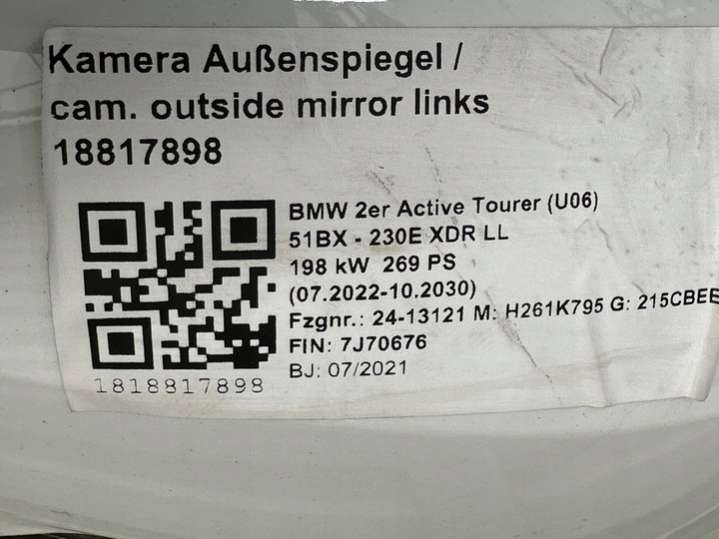 Kamera Außenspiegel /
cam. outside mirror links
18817898
BMW 2er Active Tourer (U06)
51BX - 230E XDR LL
198 kW 269 PS
(07.2022-10.2030)
Fzgnr.: 24-13121 M: H261K795 G: 215CBEE
FIN: 7J70676
BJ: 07/2021
1818817898